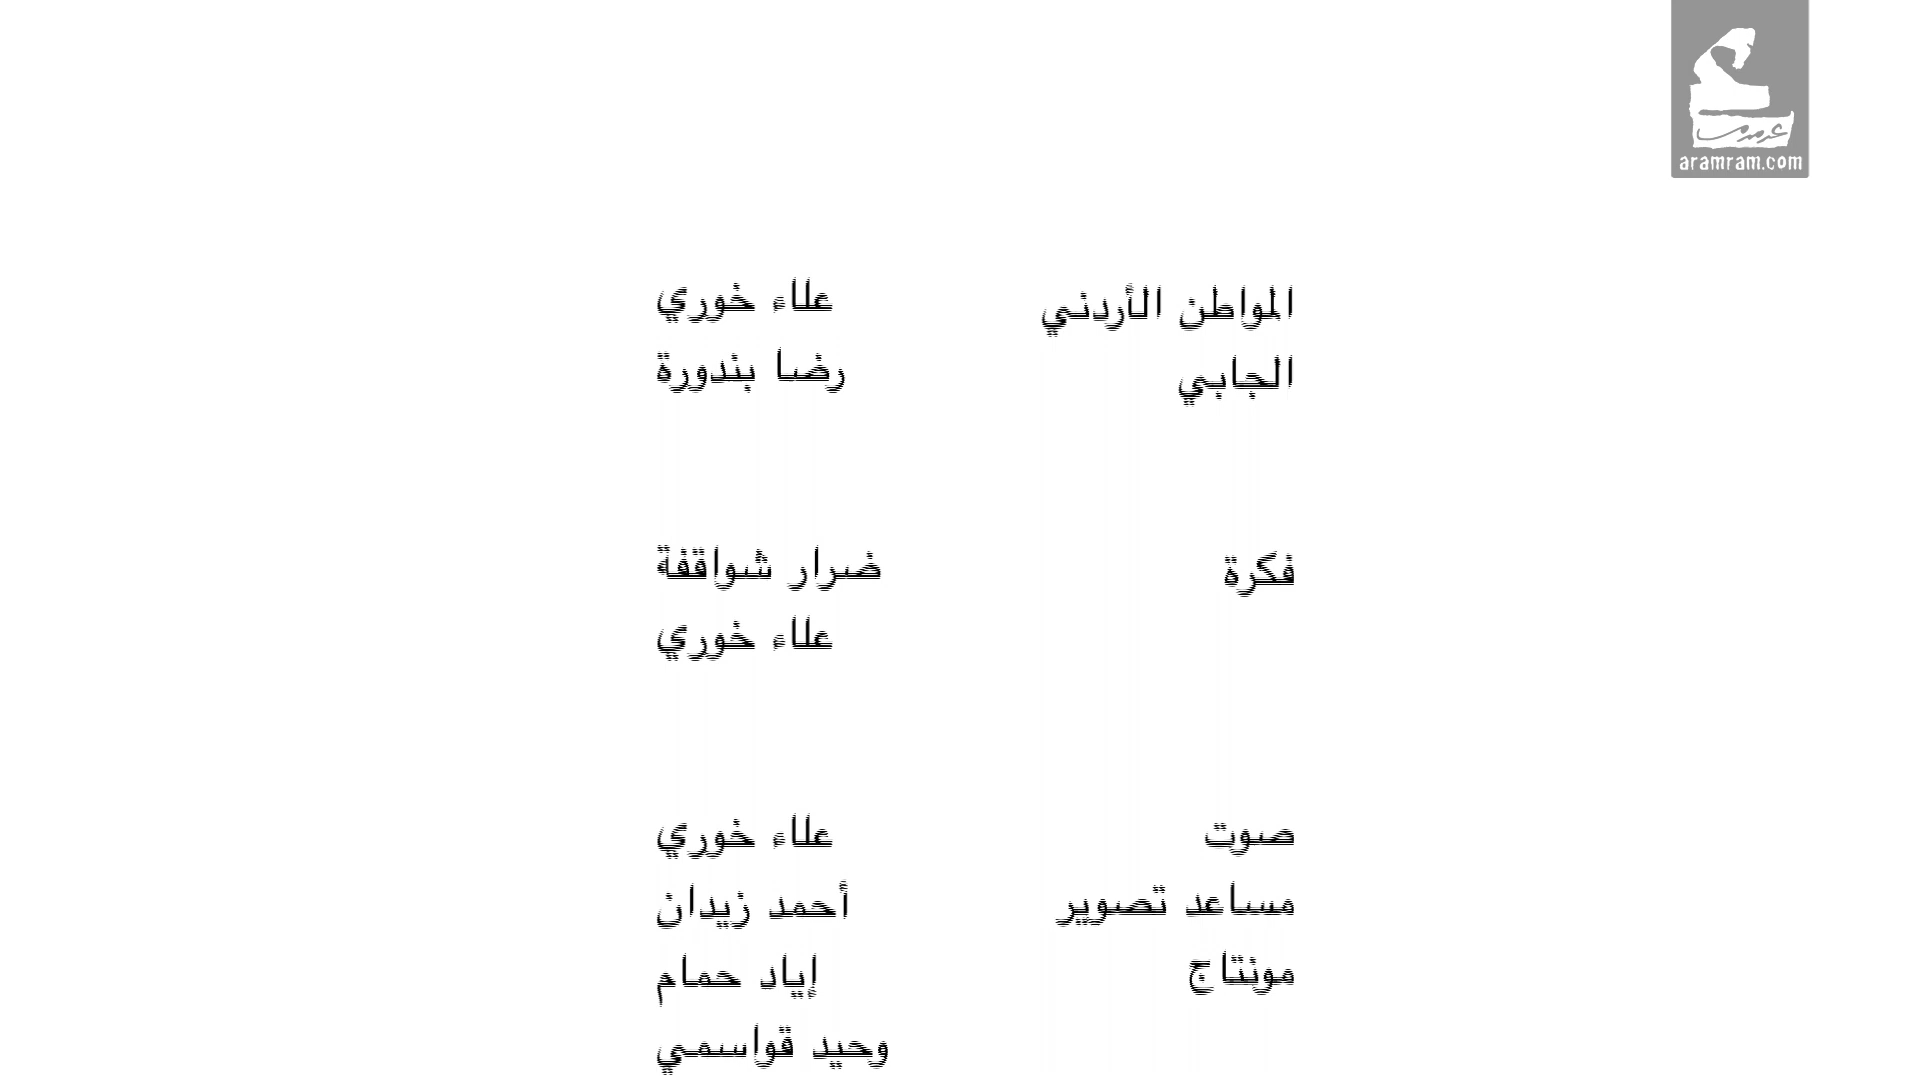 عرمرم
aramram.com
المواطن الأردني علاء خوري
الجابي رضا بندورة
فكرة ضرار شواقفة
علاء خوري
صوت علاء خوري
مساعد تصوير أحمد زيدان
مونتاج إياد حمام
وحيد قواسمي